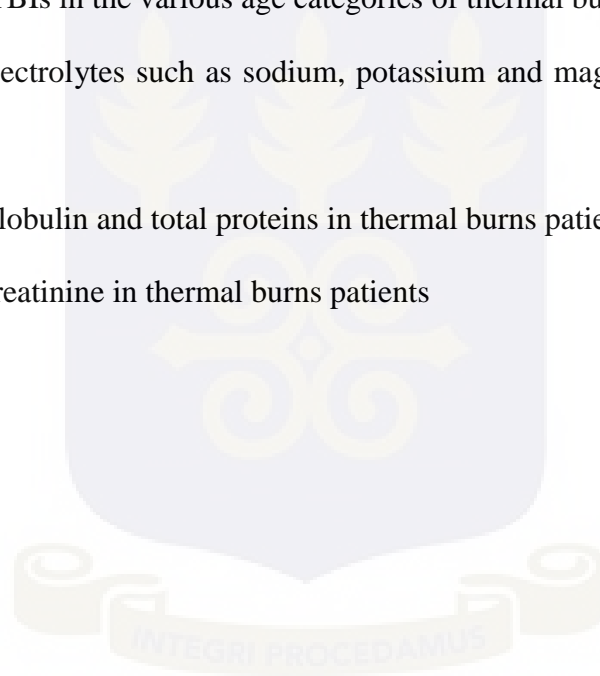 TBIs in the various age categories of thermal bu
ectrolytes such as sodium, potassium and mag
lobulin and total proteins in thermal burns patie
reatinine in thermal burns patients
INTEGRI PROCEDAMUS